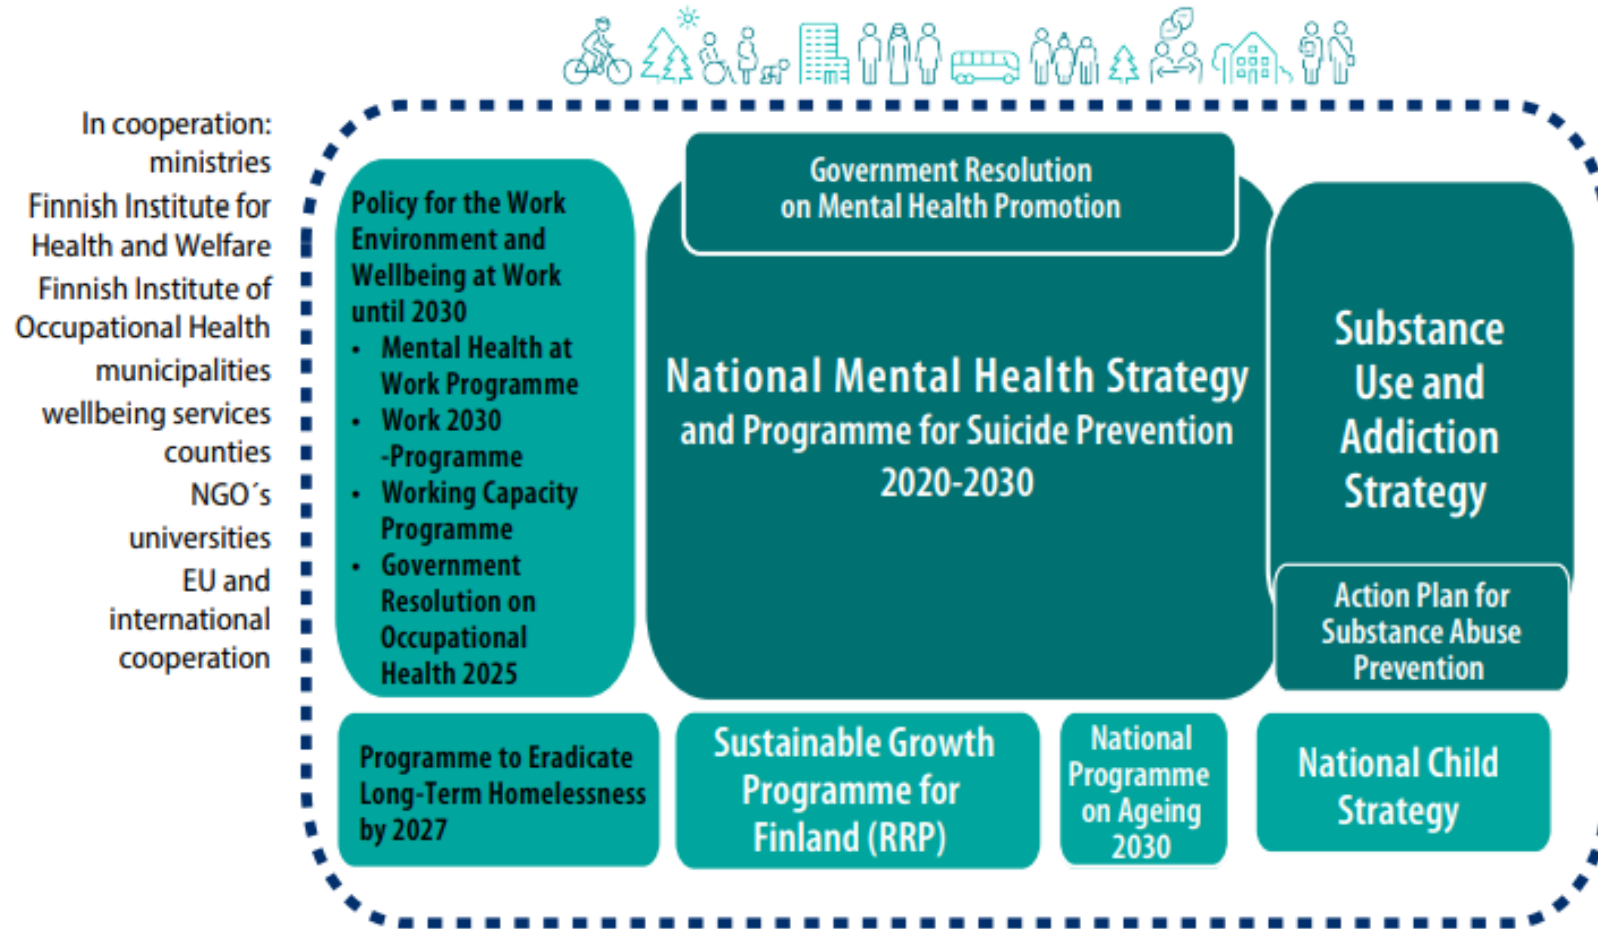 In cooperation:
ministries
Finnish Institute for
Health and Welfare
Finnish Institute of
Occupational Health
municipalities
wellbeing services
counties
NGO´s
universities
EU and
international
cooperation
Policy for the Work
Environment and
Wellbeing at Work
until 2030
• Mental Health at
Work Programme
• Work 2030
-Programme
• Working Capacity
Programme
• Government
Resolution on
Occupational
Health 2025
Government Resolution
on Mental Health Promotion
National Mental Health Strategy
and Programme for Suicide Prevention
2020-2030
Substance
Use and
Addiction
Strategy
Action Plan for
Substance Abuse
Prevention
Programme to Eradicate
Long-Term Homelessness
by 2027
Sustainable Growth
Programme for
Finland (RRP)
National
Programme
on Ageing
2030
National Child
Strategy